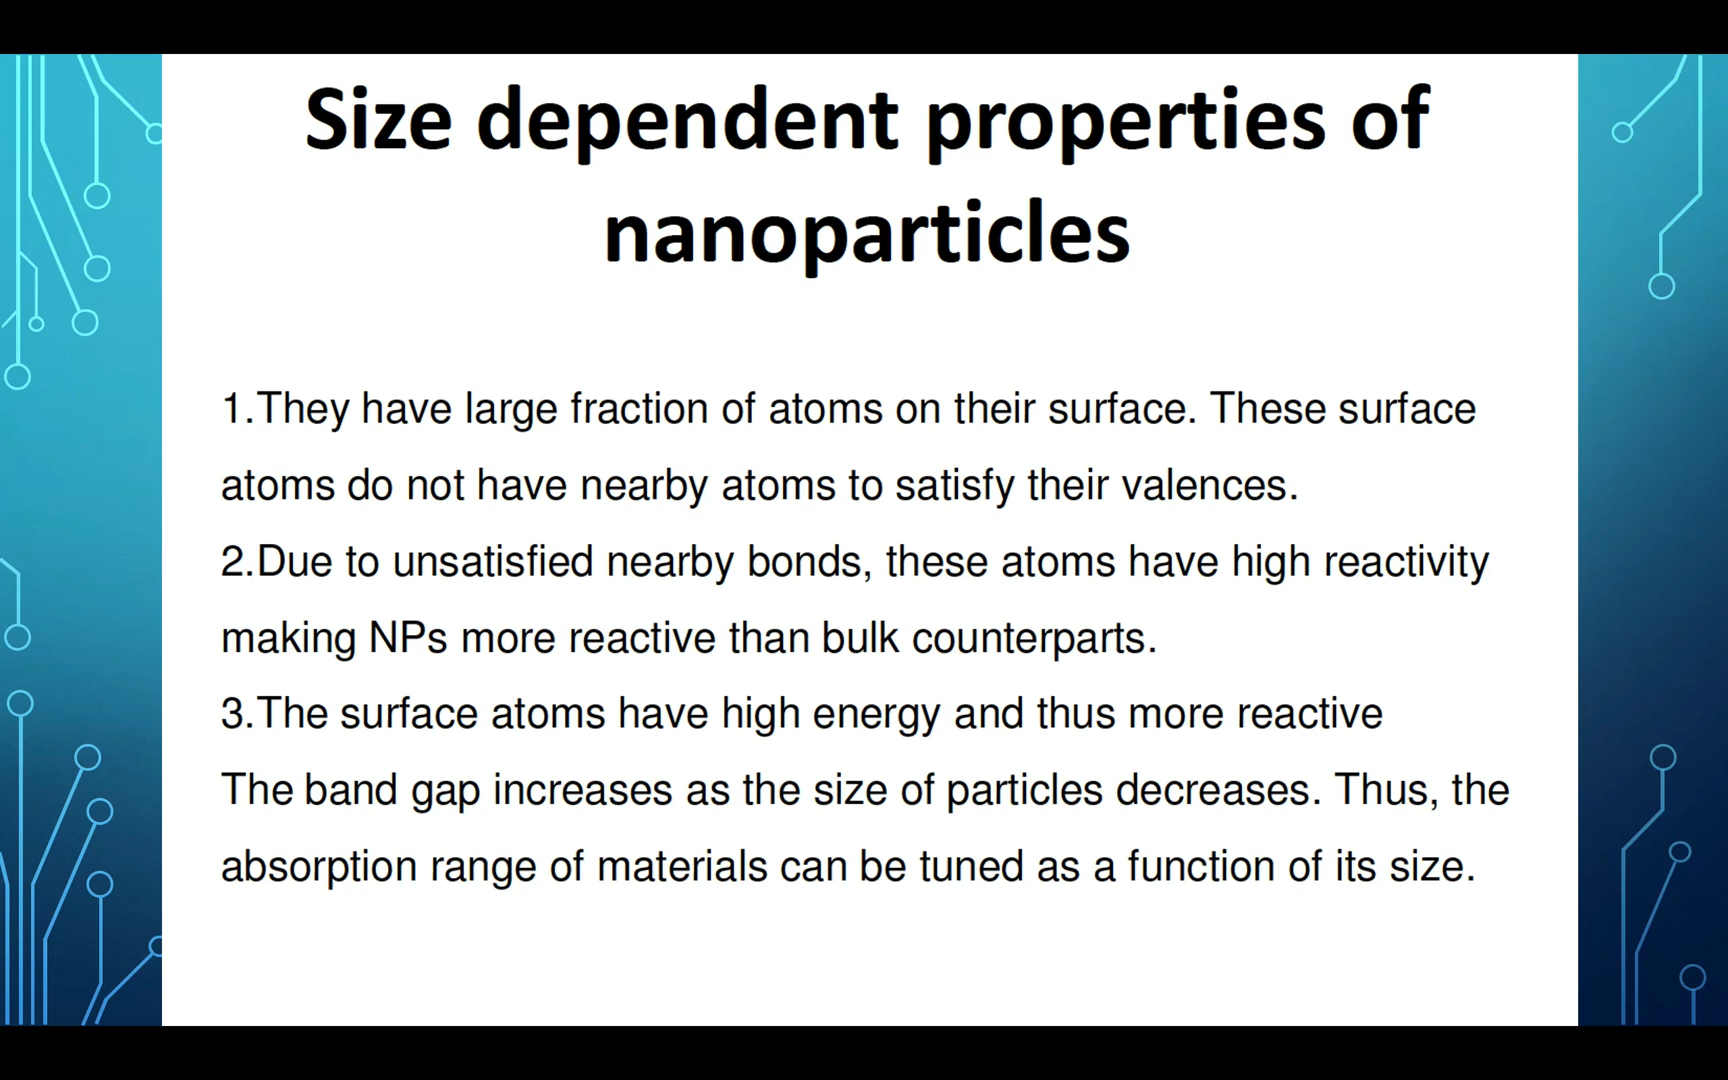 Size dependent properties of
nanoparticles
1.They have large fraction of atoms on their surface. These surface
atoms do not have nearby atoms to satisfy their valences.
2.Due to unsatisfied nearby bonds, these atoms have high reactivity
making NPs more reactive than bulk counterparts.
3.The surface atoms have high energy and thus more reactive
The band gap increases as the size of particles decreases. Thus, the
absorption range of materials can be tuned as a function of its size.